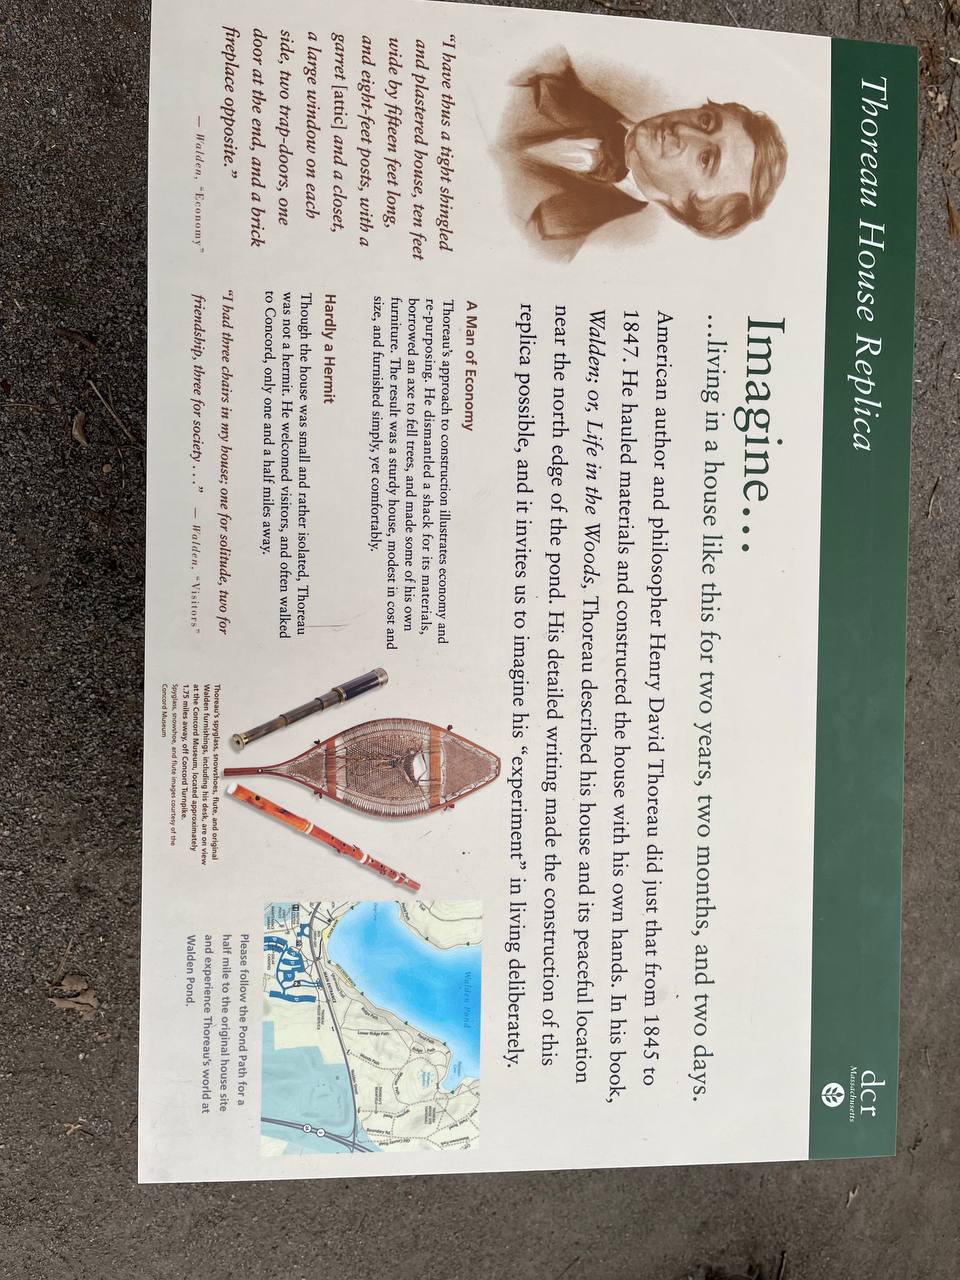 Thoreau House Replica
dcr
Massachusetts
Imagine…
…living in a house like this for two years, two months, and two days.
American author and philosopher Henry David Thoreau did just that from 1845 to
1847. He hauled materials and constructed the house with his own hands. In his book,
Walden; or, Life in the Woods, Thoreau described his house and its peaceful location
near the north edge of the pond. His detailed writing made the construction of this
replica possible, and it invites us to imagine his “experiment” in living deliberately.
“I have thus a tight shingled
and plastered house, ten feet
wide by fifteen feet long,
and eight-feet posts, with a
garret [attic] and a closet,
a large window on each
side, two trap-doors, one
door at the end, and a brick
fireplace opposite.”
— Walden, “Economy”
A Man of Economy
Thoreau’s approach to construction illustrates economy and
re-purposing. He dismantled a shack for its materials,
borrowed an axe to fell trees, and made some of his own
furniture. The result was a sturdy house, modest in cost and
size, and furnished simply, yet comfortably.
Hardly a Hermit
Though the house was small and rather isolated, Thoreau
was not a hermit. He welcomed visitors, and often walked
to Concord, only one and a half miles away.
“I had three chairs in my house; one for solitude, two for
friendship, three for society . . .” — Walden, “Visitors”
Thoreau’s spyglass, snowshoes, flute, and original
Walden furnishings, including his desk, are on view
at the Concord Museum, located approximately
1.75 miles away, off Concord Turnpike.
Spyglass, snowshoe, and flute images courtesy of the
Concord Museum
Walden Pond
MAIN ENTRANCE
Walden Street
THOREAU
HOUSE REPLICA
Please follow the Pond Path for a
half mile to the original house site
and experience Thoreau’s world at
Walden Pond.